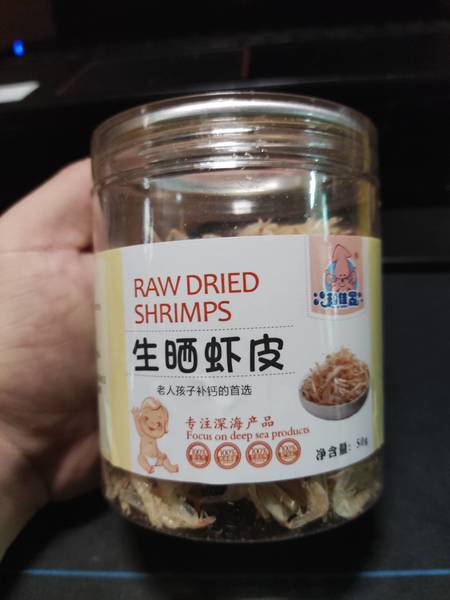 RAW DRIED
SHRIMPS
生晒虾皮
老人孩子补钙的首选
专注深海产品
Focus on deep sea products
净含量：50g